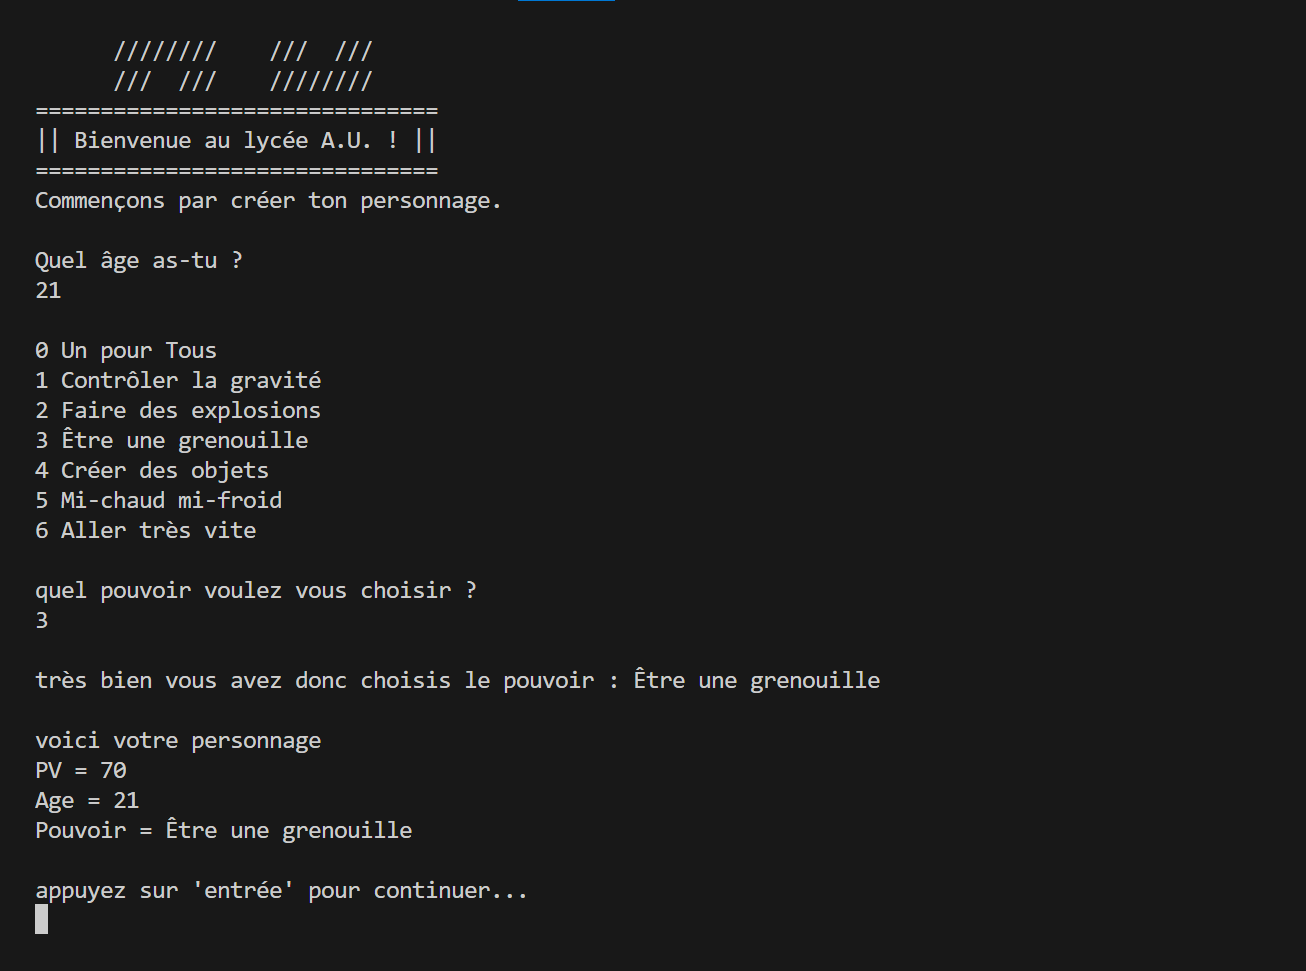 ////////    ///  ///
///  ///    ////////
===============================
|| Bienvenue au lycée A.U. ! ||
===============================
Commençons par créer ton personnage.
Quel âge as-tu ?
21
0 Un pour Tous
1 Contrôler la gravité
2 Faire des explosions
3 Être une grenouille
4 Créer des objets
5 Mi-chaud mi-froid
6 Aller très vite
quel pouvoir voulez vous choisir ?
3
très bien vous avez donc choisis le pouvoir : Être une grenouille
voici votre personnage
PV = 70
Age = 21
Pouvoir = Être une grenouille
appuyez sur 'entrée' pour continuer...